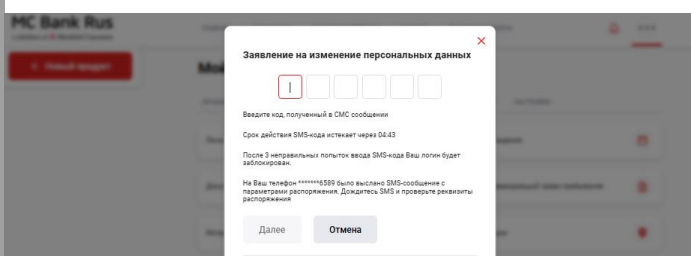 MC Bank Rus
+ Новый продукт
Мои
Заявление на изменение персональных данных
Введите код, полученный в СМС сообщении
Срок действия SMS-кода истекает через 04:43
После 3 неправильных попыток ввода SMS-кода Ваш логин будет
заблокирован.
На Ваш телефон *******6589 было выслано SMS-сообщение с
параметрами распоряжения. Дождитесь SMS и проверьте реквизиты
распоряжения
Далее
Отмена